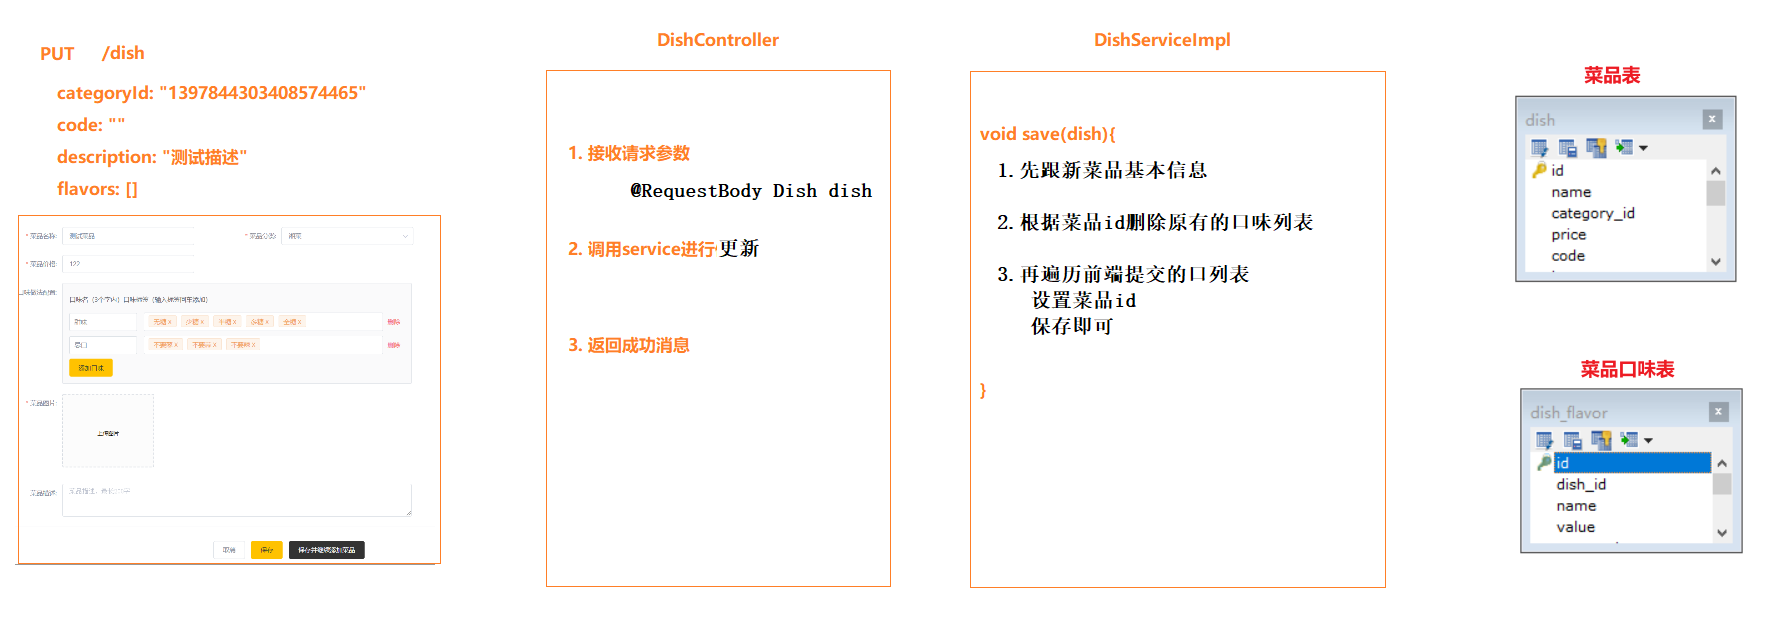 PUT /dish
categoryId: "1397844303408574465"
code: ""
description: "测试描述"
flavors: []
* 菜品名称: 测试菜品
* 菜品分类: 湘菜
* 菜品价格: 122
口味做法配置:
口味名（3个字内）口味标签（输入标签回车添加）
甜味 无糖 x 少糖 x 半糖 x 多糖 x 全糖 x 删除
忌口 不要葱 x 不要蒜 x 不要辣 x 删除
添加口味
* 菜品图片:
上传图片
菜品描述:
取消 保存 保存并继续添加菜品
DishController
1. 接收请求参数
@RequestBody Dish dish
2. 调用service进行更新
3. 返回成功消息
DishServiceImpl
void save(dish){
1. 先跟新菜品基本信息
2. 根据菜品id删除原有的口味列表
3. 再遍历前端提交的口列表
设置菜品id
保存即可
}
菜品表
dish
id
name
category_id
price
code
菜品口味表
dish_flavor
id
dish_id
name
value